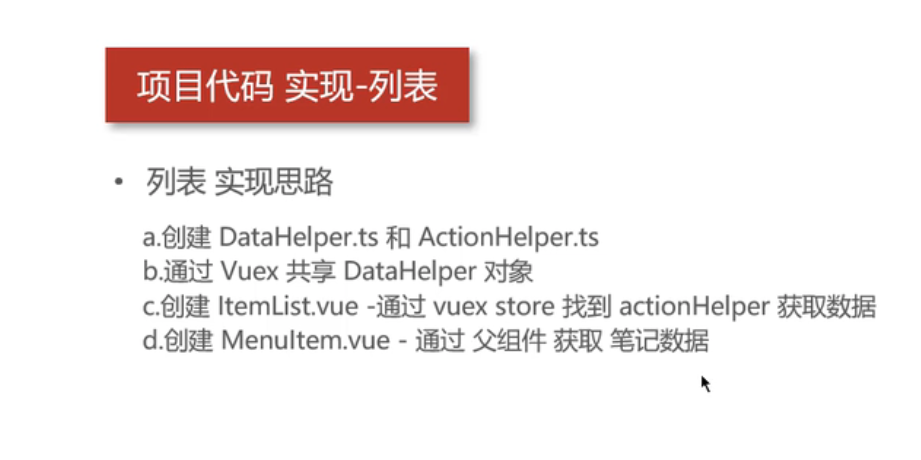 项目代码 实现-列表
• 列表 实现思路
a.创建 DataHelper.ts 和 ActionHelper.ts
b.通过 Vuex 共享 DataHelper 对象
c.创建 ItemList.vue -通过 vuex store 找到 actionHelper 获取数据
d.创建 MenuItem.vue - 通过 父组件 获取 笔记数据